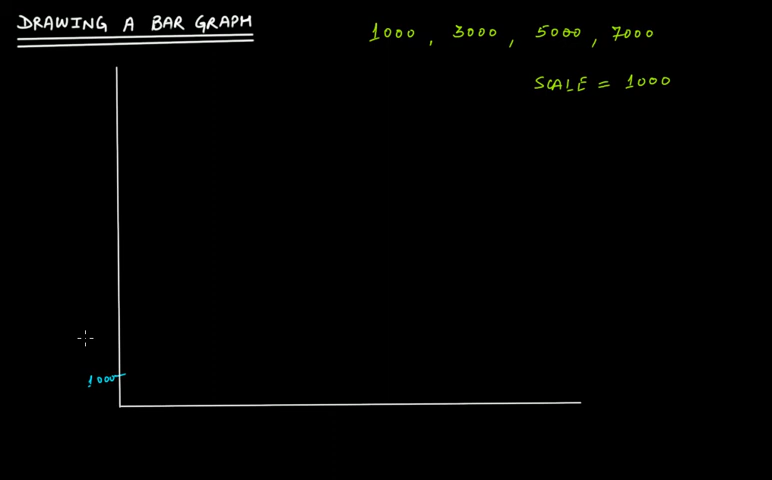 DRAWING A BAR GRAPH
1000, 3000, 5000, 7000
SCALE = 1000
1000